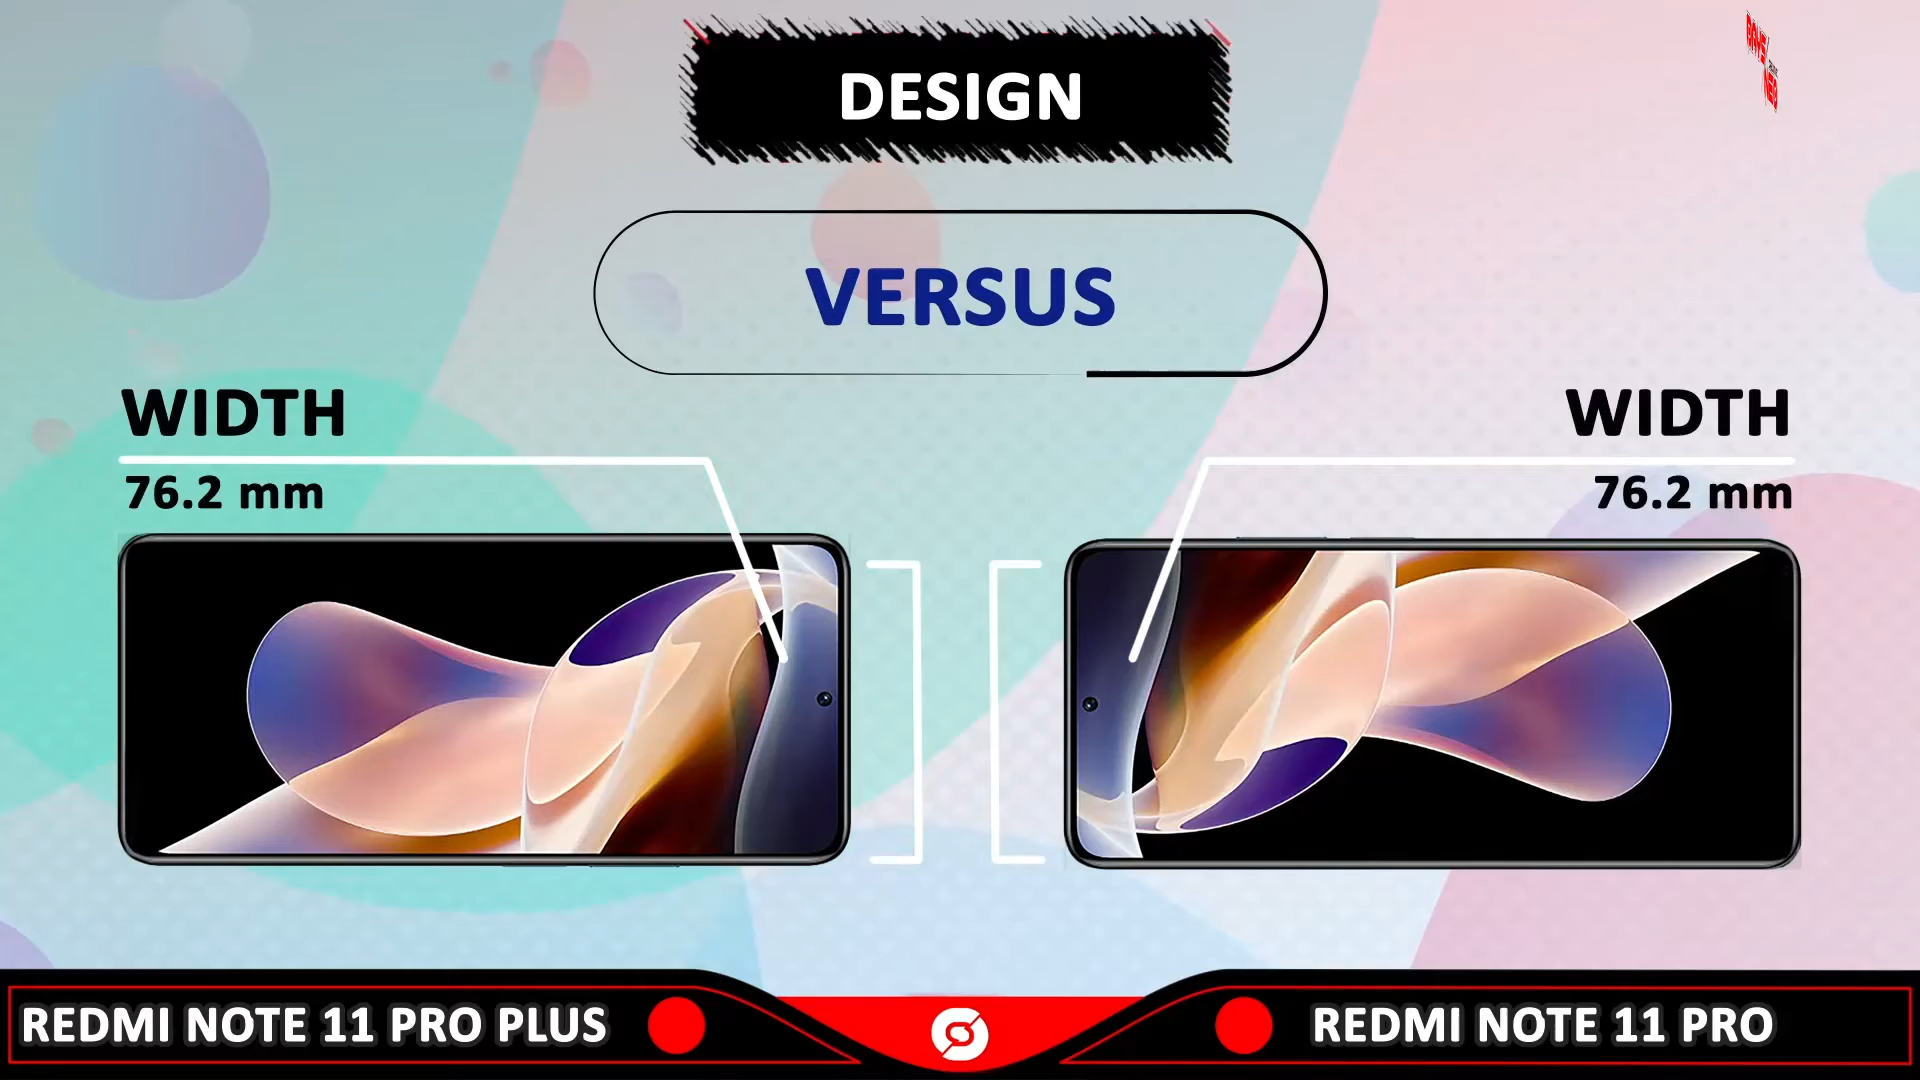 DESIGN
VERSUS
WIDTH
76.2 mm
WIDTH
76.2 mm
REDMI NOTE 11 PRO PLUS
REDMI NOTE 11 PRO